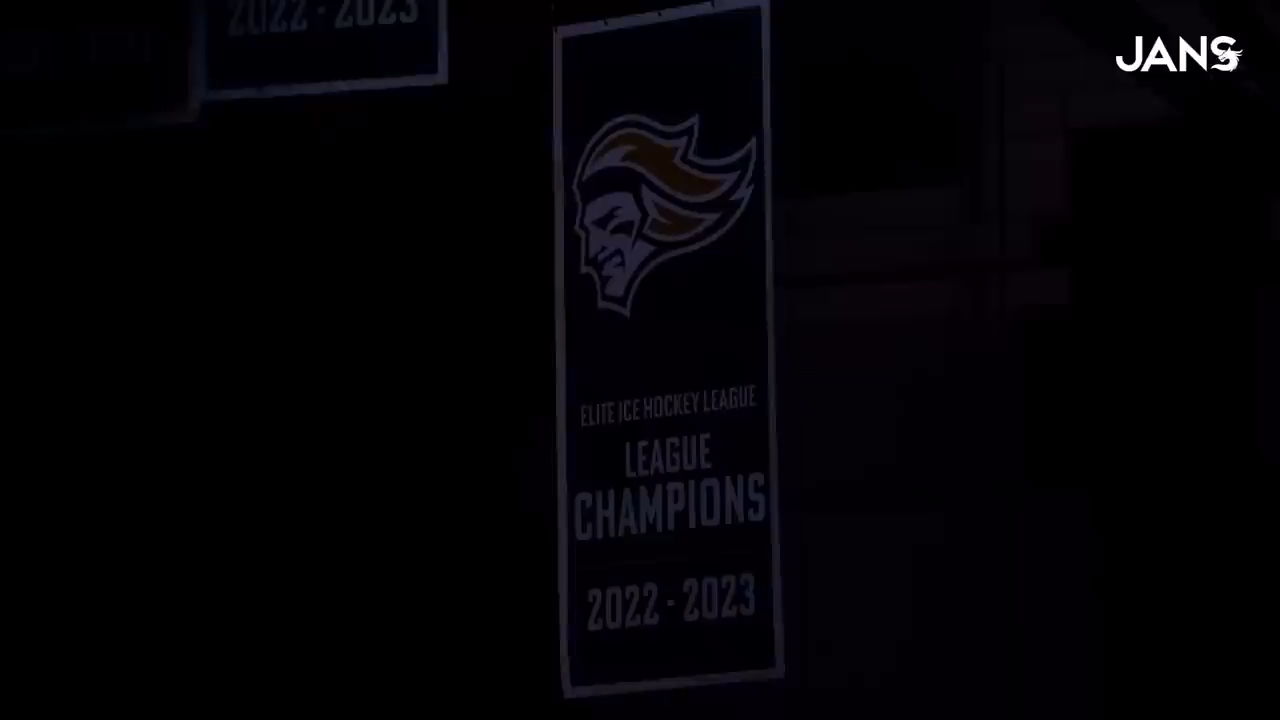 2022 - 2023
JANS
ELITE ICE HOCKEY LEAGUE
LEAGUE
CHAMPIONS
2022 - 2023